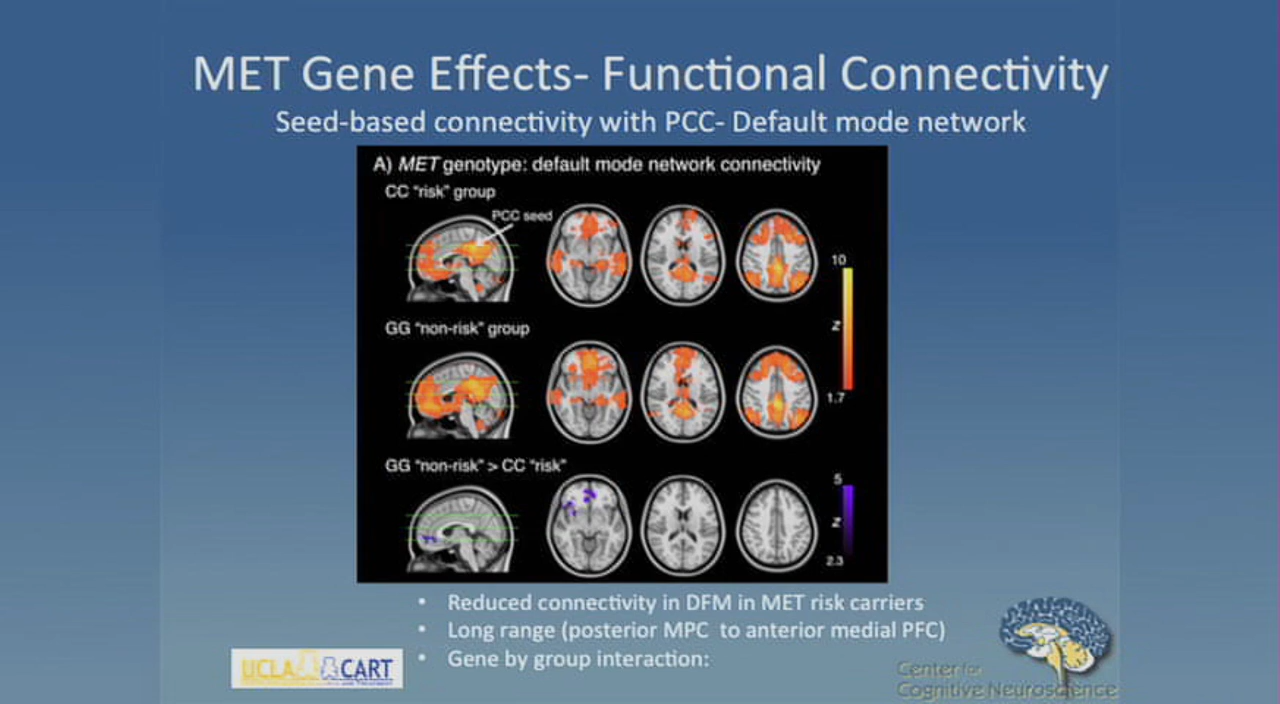 MET Gene Effects- Functional Connectivity
Seed-based connectivity with PCC- Default mode network
A) MET genotype: default mode network connectivity
CC "risk" group
PCC seed
10
z
1.7
GG "non-risk" group
GG "non-risk" > CC "risk"
5
z
2.3
• Reduced connectivity in DFM in MET risk carriers
• Long range (posterior MPC to anterior medial PFC)
• Gene by group interaction:
UCLA CART
Center for
Cognitive Neuroscience